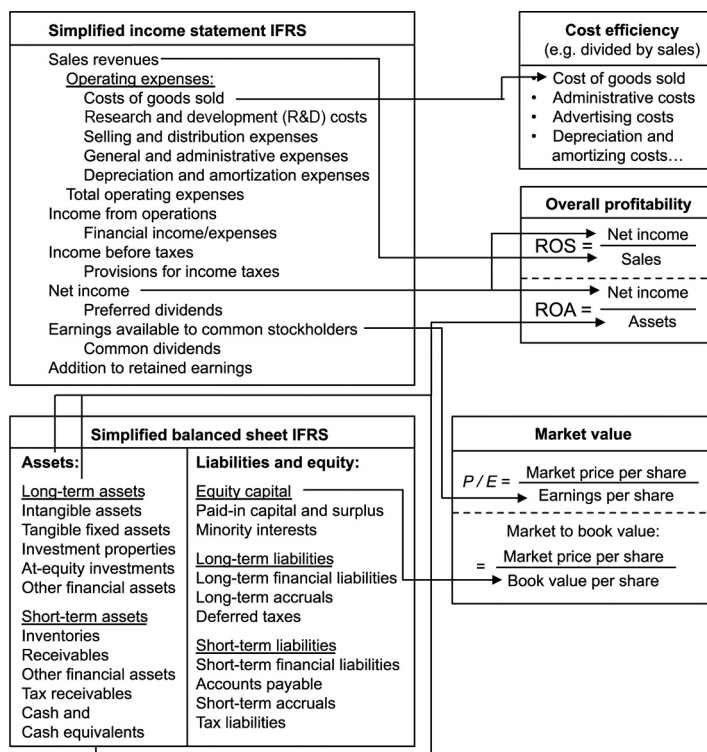 Simplified income statement IFRS
Sales revenues
Operating expenses:
Costs of goods sold
Research and development (R&D) costs
Selling and distribution expenses
General and administrative expenses
Depreciation and amortization expenses
Total operating expenses
Income from operations
Financial income/expenses
Income before taxes
Provisions for income taxes
Net income
Preferred dividends
Earnings available to common stockholders
Common dividends
Addition to retained earnings
Cost efficiency
(e.g. divided by sales)
• Cost of goods sold
• Administrative costs
• Advertising costs
• Depreciation and
amortizing costs…
Overall profitability
ROS = Net income
Sales
ROA = Net income
Assets
Simplified balanced sheet IFRS
Assets:
Long-term assets
Intangible assets
Tangible fixed assets
Investment properties
At-equity investments
Other financial assets
Short-term assets
Inventories
Receivables
Other financial assets
Tax receivables
Cash and
Cash equivalents
Liabilities and equity:
Equity capital
Paid-in capital and surplus
Minority interests
Long-term liabilities
Long-term financial liabilities
Long-term accruals
Deferred taxes
Short-term liabilities
Short-term financial liabilities
Accounts payable
Short-term accruals
Tax liabilities
Market value
P / E = Market price per share
Earnings per share
Market to book value:
= Market price per share
Book value per share